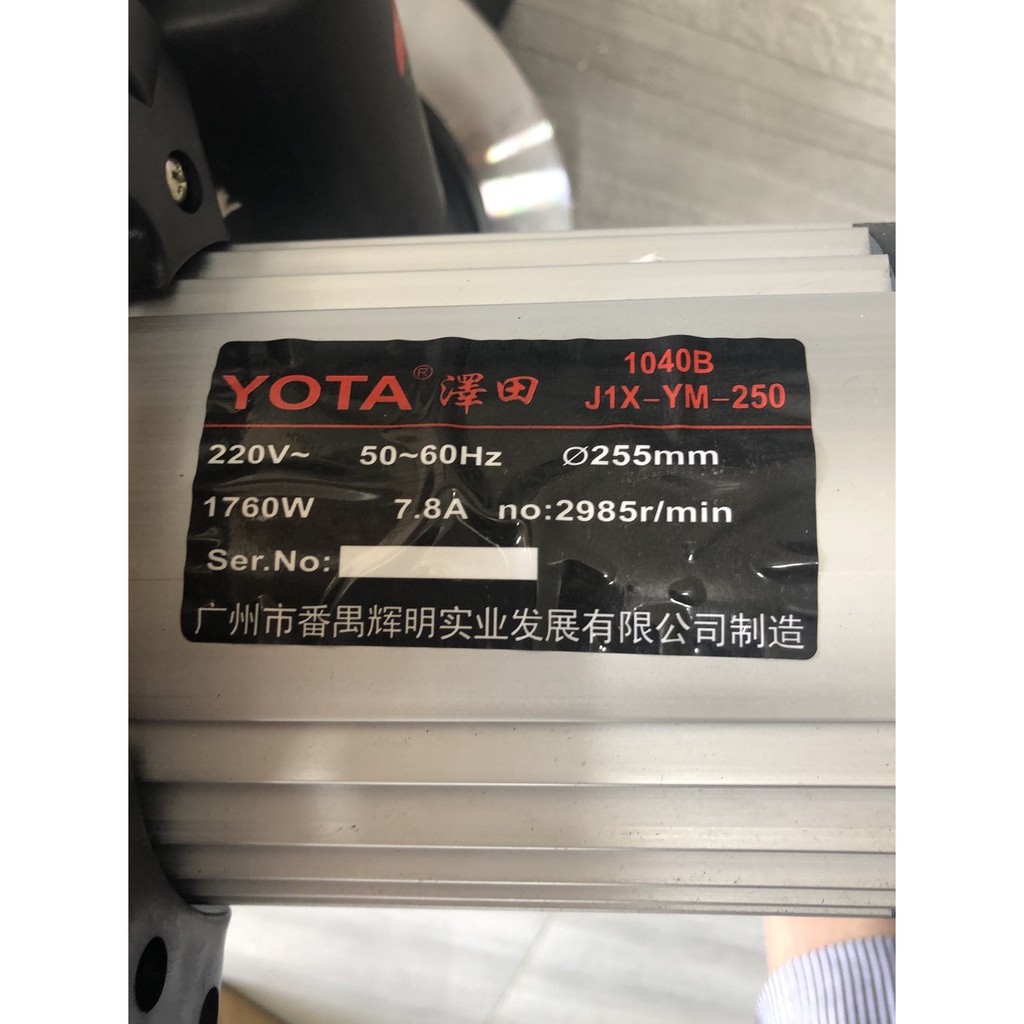 YOTA® 澤田
1040B
J1X-YM-250
220V~ 50~60Hz Ø255mm
1760W 7.8A no:2985r/min
Ser.No:
广州市番禺辉明实业发展有限公司制造